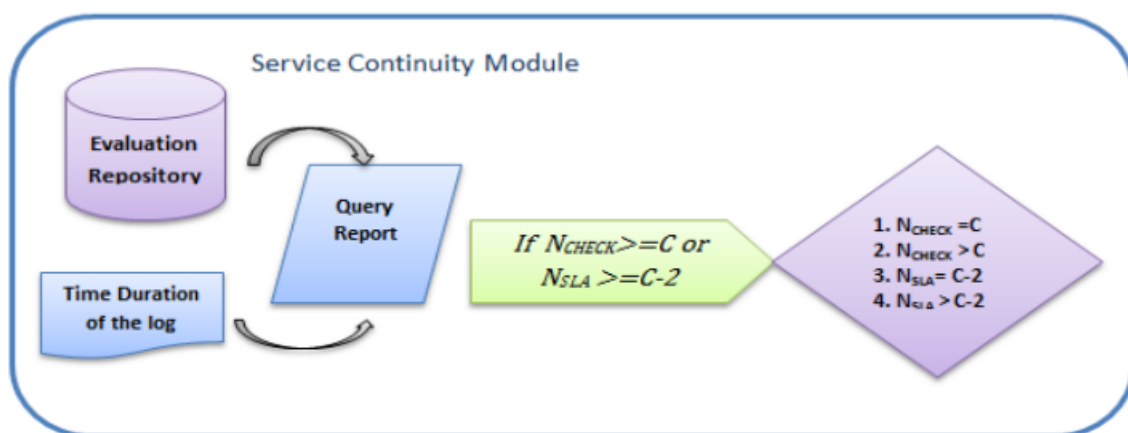 Service Continuity Module
Evaluation
Repository
Query
Report
Time Duration
of the log
If NCHECK>=C or
NSLA >=C-2
1. NCHECK =C
2. NCHECK > C
3. NSLA= C-2
4. NSLA > C-2